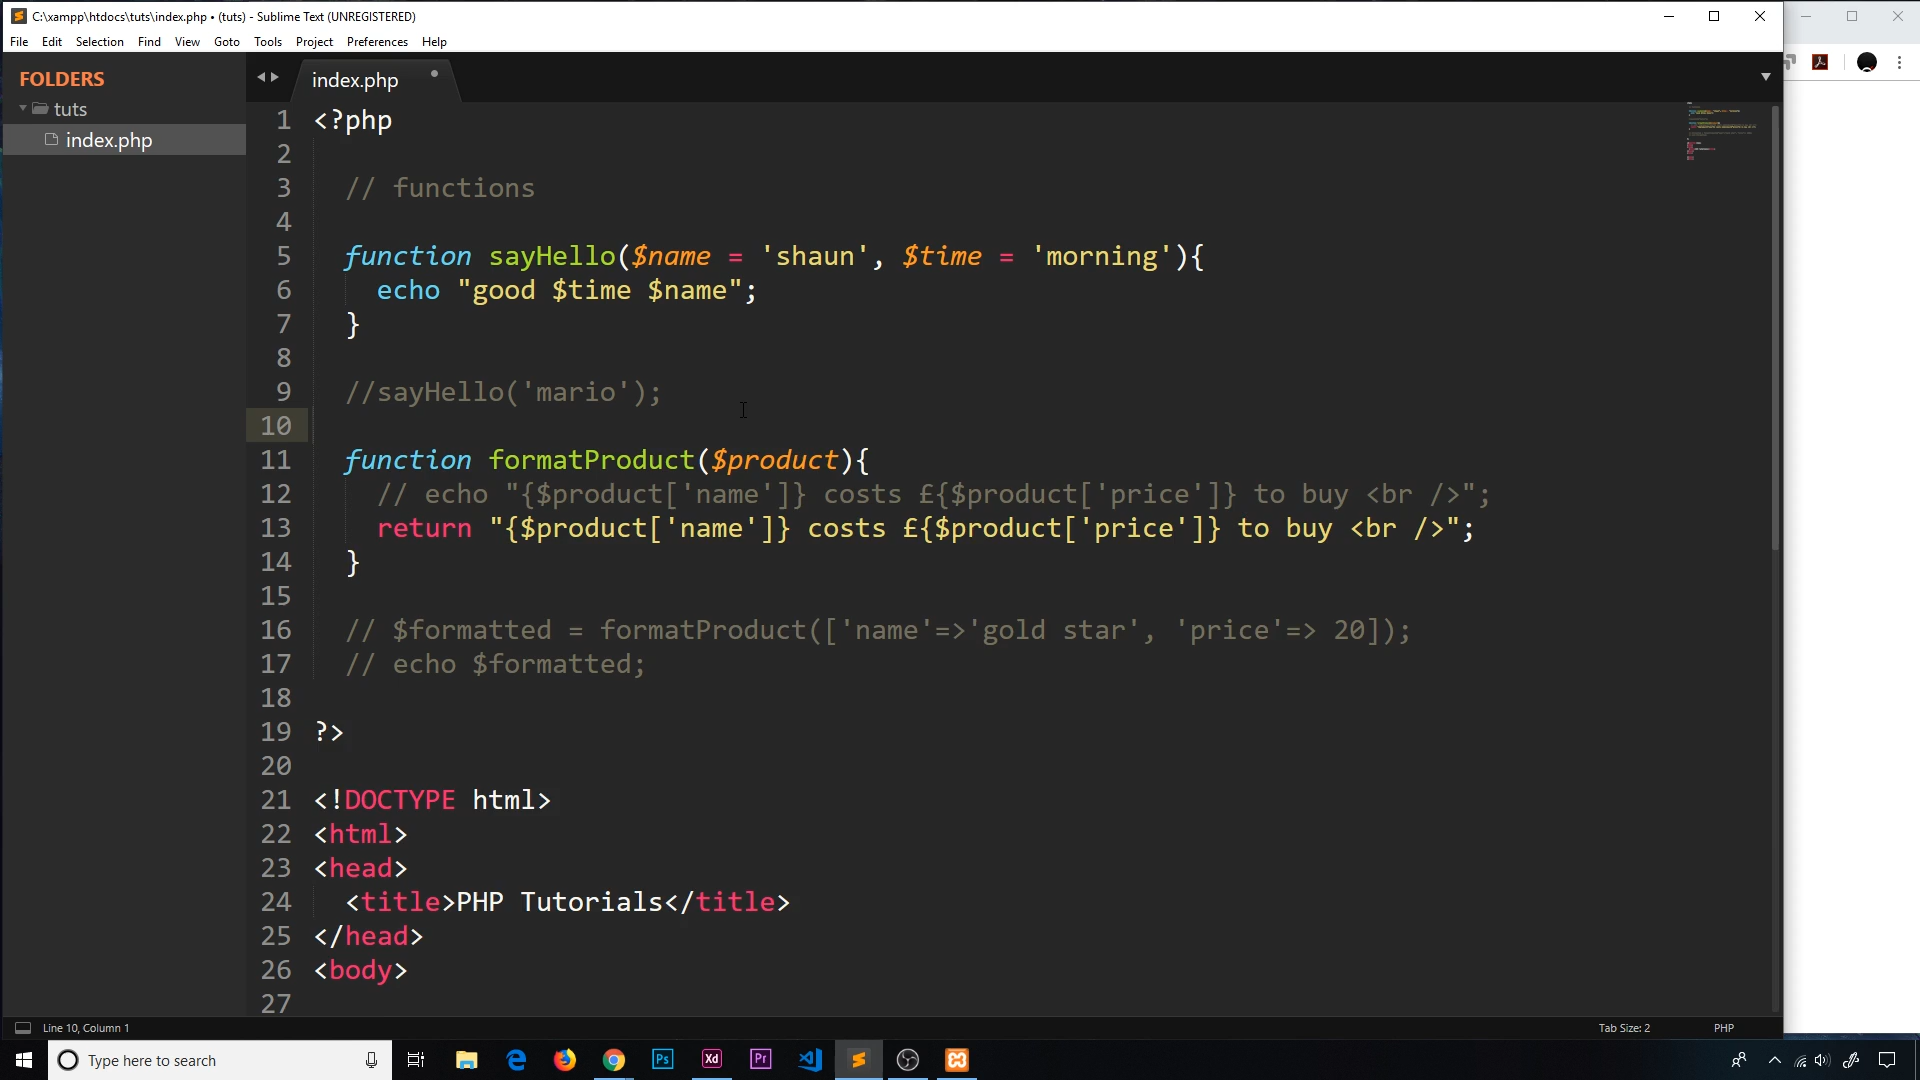 C:\xampp\htdocs\tuts\index.php • (tuts) - Sublime Text (UNREGISTERED)
File Edit Selection Find View Goto Tools Project Preferences Help
FOLDERS
tuts
index.php
index.php
1 <?php
2
3 // functions
4
5 function sayHello($name = 'shaun', $time = 'morning'){
6 echo "good $time $name";
7 }
8
9 //sayHello('mario');
10
11 function formatProduct($product){
12 // echo "{$product['name']} costs £{$product['price']} to buy <br />";
13 return "{$product['name']} costs £{$product['price']} to buy <br />";
14 }
15
16 // $formatted = formatProduct(['name'=>'gold star', 'price'=> 20]);
17 // echo $formatted;
18
19 ?>
20
21 <!DOCTYPE html>
22 <html>
23 <head>
24 <title>PHP Tutorials</title>
25 </head>
26 <body>
27
Line 10, Column 1
Tab Size: 2
PHP
Type here to search
Ps
Xd
Pr